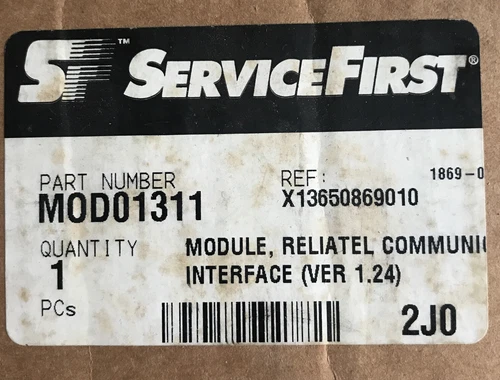 SF™ SERVICEFIRST®
PART NUMBER
MOD01311
REF:
X13650869010
1869-0
QUANTITY
1
PCs
MODULE, RELIATEL COMMUNI
INTERFACE (VER 1.24)
2J0